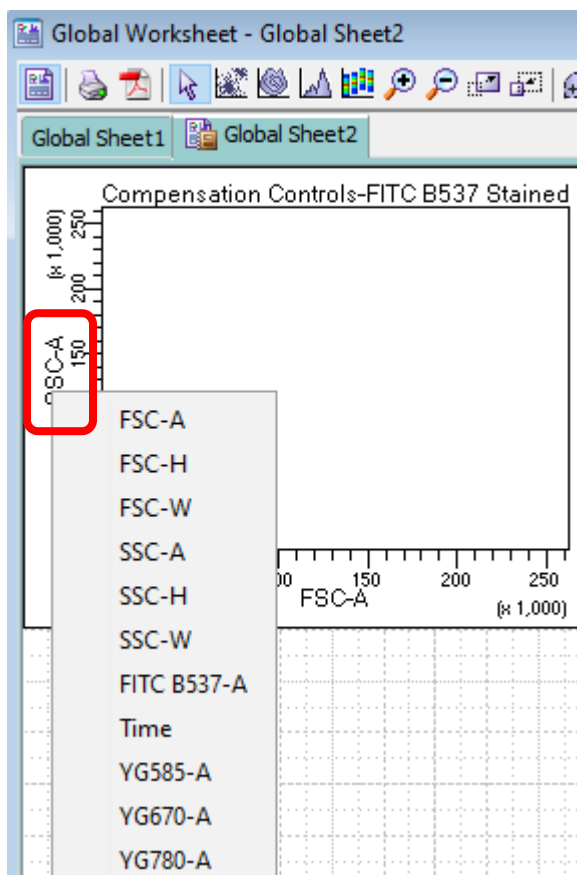 Global Worksheet - Global Sheet2
Global Sheet1
Global Sheet2
Compensation Controls-FITC B537 Stained
(x 1,000)
250
200
150
SSC-A
150
200
250
FSC-A
(x 1,000)
FSC-A
FSC-H
FSC-W
SSC-A
SSC-H
SSC-W
FITC B537-A
Time
YG585-A
YG670-A
YG780-A